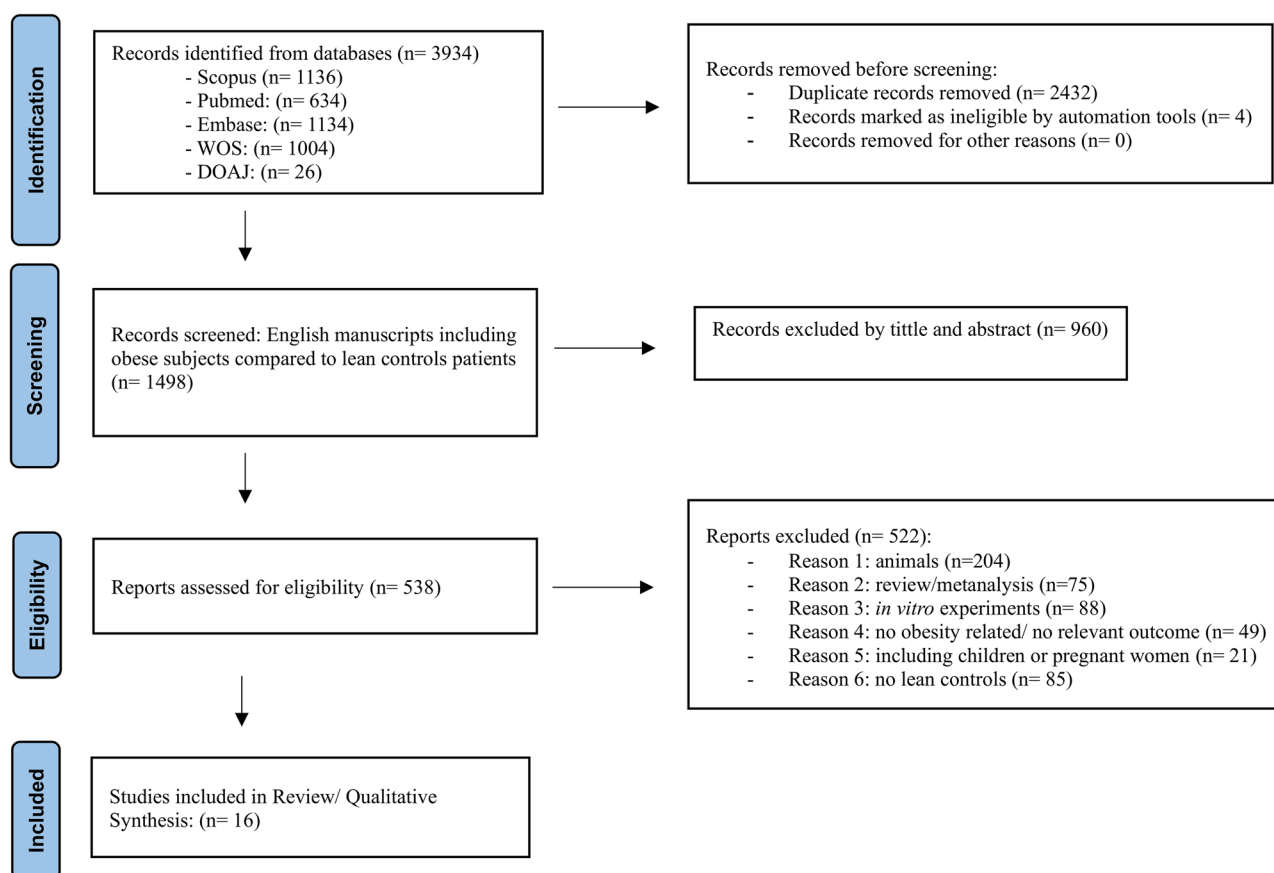 Identification
Records identified from databases (n= 3934)
- Scopus (n= 1136)
- Pubmed: (n= 634)
- Embase: (n= 1134)
- WOS: (n= 1004)
- DOAJ: (n= 26)
Records removed before screening:
- Duplicate records removed (n= 2432)
- Records marked as ineligible by automation tools (n= 4)
- Records removed for other reasons (n= 0)
Screening
Records screened: English manuscripts including
obese subjects compared to lean controls patients
(n= 1498)
Records excluded by tittle and abstract (n= 960)
Eligibility
Reports assessed for eligibility (n= 538)
Reports excluded (n= 522):
- Reason 1: animals (n=204)
- Reason 2: review/metanalysis (n=75)
- Reason 3: in vitro experiments (n= 88)
- Reason 4: no obesity related/ no relevant outcome (n= 49)
- Reason 5: including children or pregnant women (n= 21)
- Reason 6: no lean controls (n= 85)
Included
Studies included in Review/ Qualitative
Synthesis: (n= 16)